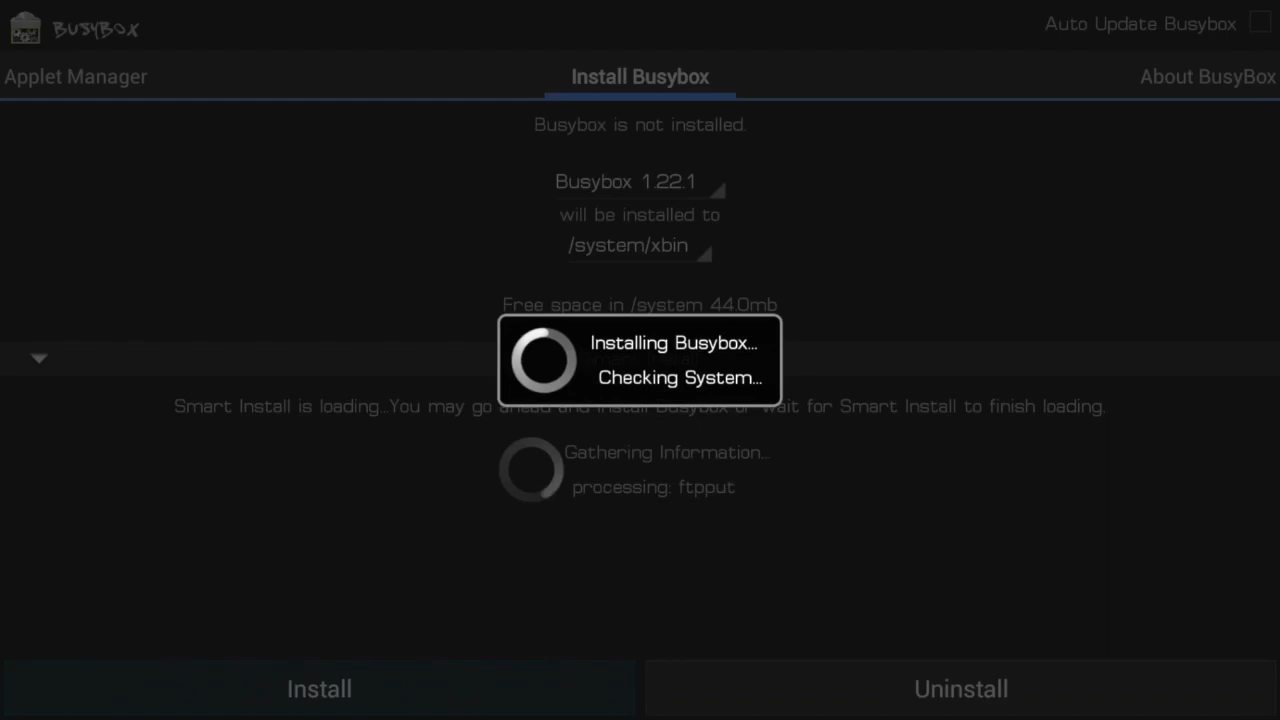 BUSYBOX
Auto Update Busybox
Applet Manager
Install Busybox
About BusyBox
Busybox is not installed.
Busybox 1.22.1
will be installed to
/system/xbin
Free space in /system 44.0mb
Installing Busybox...
Checking System...
Smart Install is loading...You may go ahead and Install Busybox or wait for Smart Install to finish loading.
Gathering Information...
processing: ftpput
Install
Uninstall